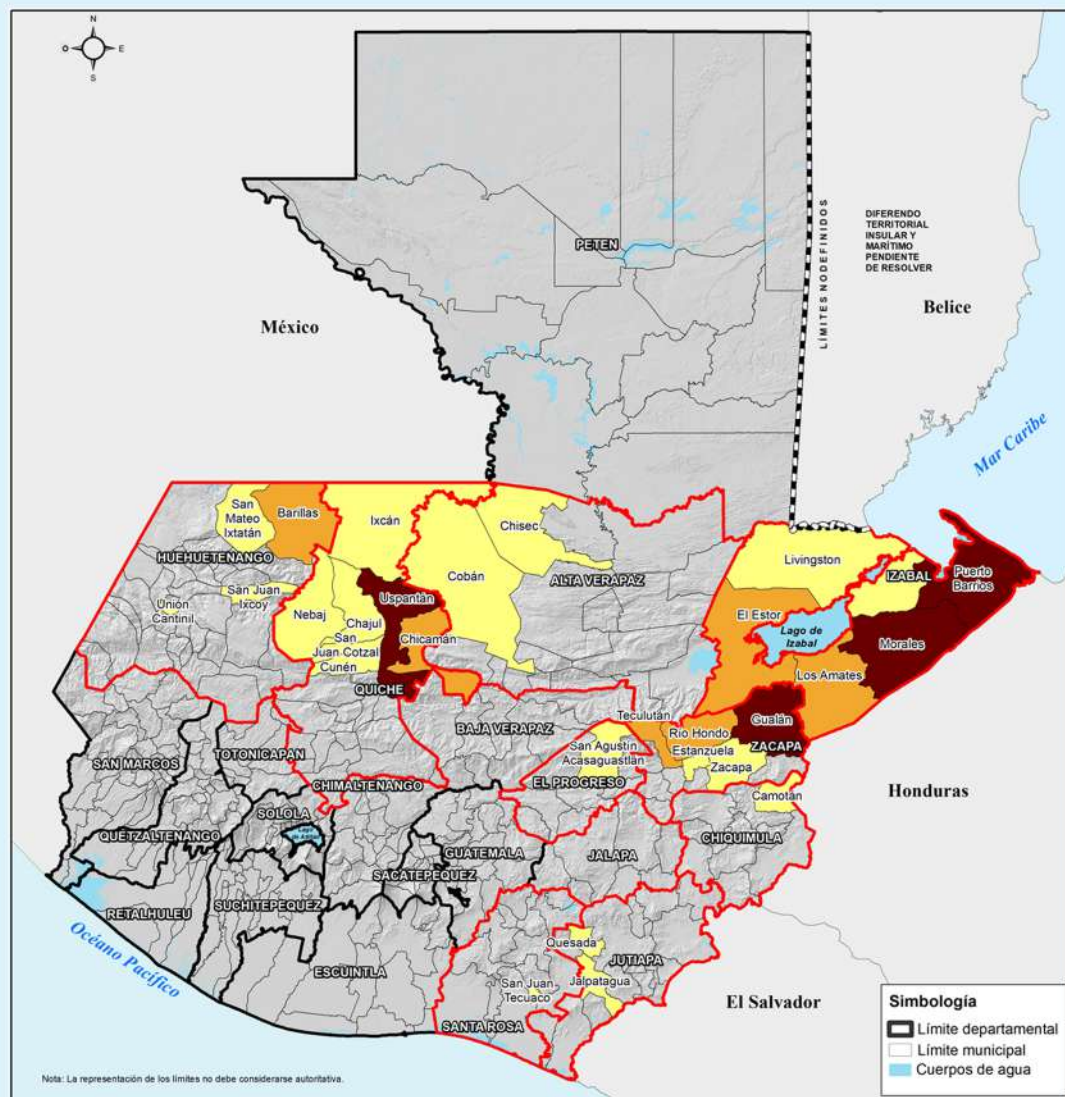 N
O
E
S
PETEN
LÍMITES NODEFINIDOS
DIFERENDO
TERRITORIAL
INSULAR Y
MARÍTIMO
PENDIENTE
DE RESOLVER
México
Belice
Mar Caribe
San
Mateo
Ixtatán
Barillas
Ixcán
Chisec
HUEHUETENANGO
Cobán
ALTA VERAPAZ
Livingston
IZABAL
Puerto
Barrios
San Juan
Ixcoy
Unión
Cantinil
Nebaj
Uspantán
Chajul
San
Juan Cotzal
Cunén
Chicamán
El Estor
Lago de
Izabal
Morales
Los Amates
QUICHE
BAJA VERAPAZ
Teculután
Río Hondo
Gualán
Estanzuela
ZACAPA
Zacapa
San Agustín
Acasaguastlán
EL PROGRESO
SAN MARCOS
TOTONICAPAN
CHIMALTENANGO
Camotán
Honduras
SOLOLA
Lago
de Atitlán
QUETZALTENANGO
GUATEMALA
JALAPA
CHIQUIMULA
SACATEPEQUEZ
RETALHULEU
SUCHITEPEQUEZ
Océano Pacífico
ESCUINTLA
Quesada
JUTIAPA
San Juan
Tecuaco
Jalpatagua
SANTA ROSA
El Salvador
Simbología
Límite departamental
Límite municipal
Cuerpos de agua
Nota: La representación de los límites no debe considerarse autoritativa.